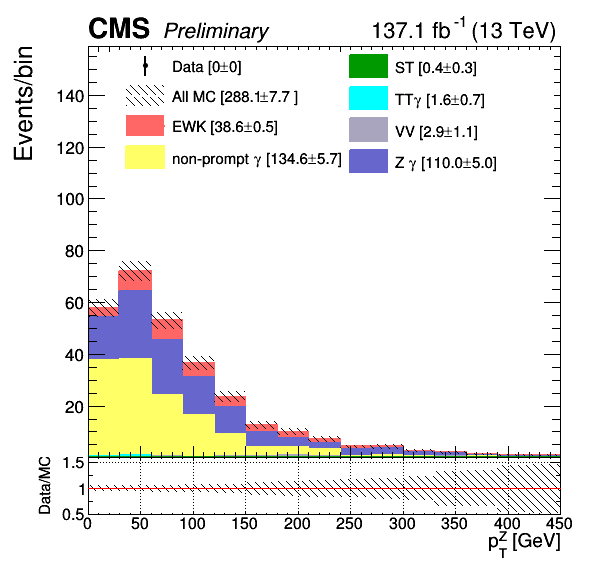 CMS Preliminary 137.1 fb⁻¹ (13 TeV)
Events/bin
Data [0±0]
All MC [288.1±7.7 ]
EWK [38.6±0.5]
non-prompt γ [134.6±5.7]
ST [0.4±0.3]
TTγ [1.6±0.7]
VV [2.9±1.1]
Z γ [110.0±5.0]
140
120
100
80
60
40
20
Data/MC
1.5
1
0.5
0 50 100 150 200 250 300 350 400 450
p_T^Z [GeV]